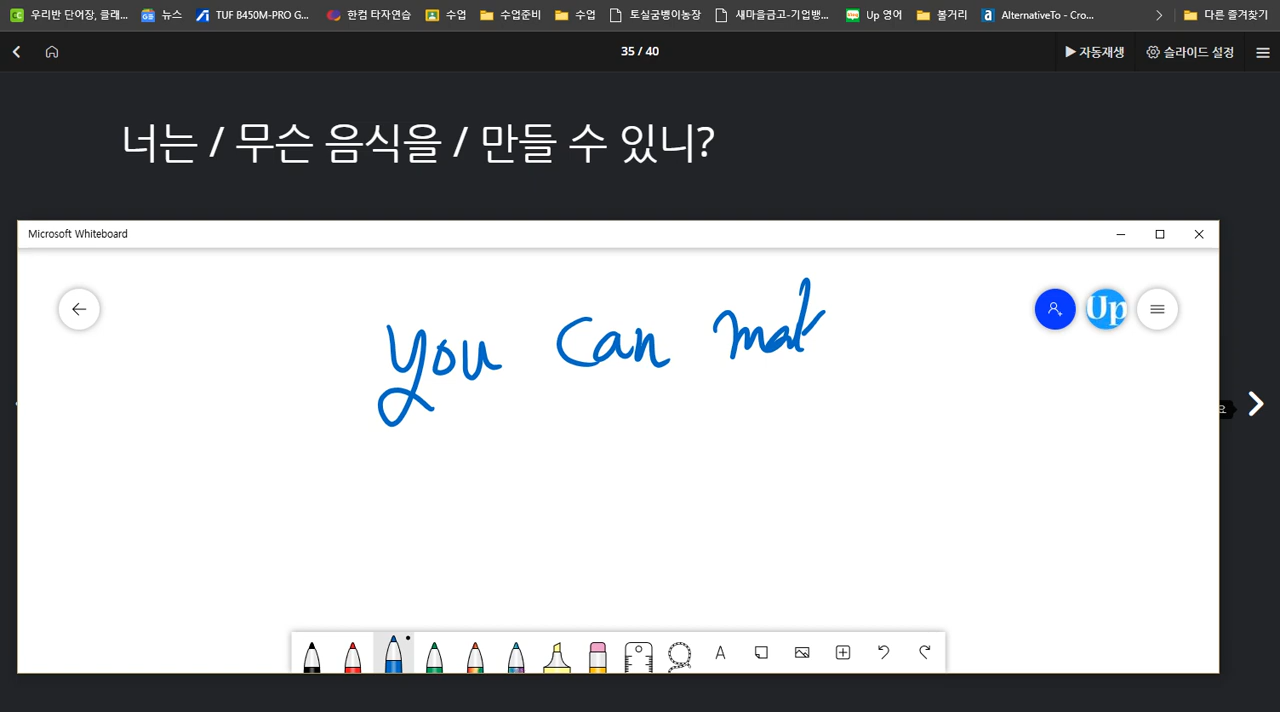 우리반 단어장, 클래...
뉴스
TUF B450M-PRO G...
한컴 타자연습
수업
수업준비
수업
토실굼벵이농장
새마을금고-기업뱅...
Up 영어
볼거리
AlternativeTo - Cro...
다른 즐겨찾기
35 / 40
자동재생
슬라이드 설정
너는 / 무슨 음식을 / 만들 수 있니?
Microsoft Whiteboard
Up
you can mak
요
A